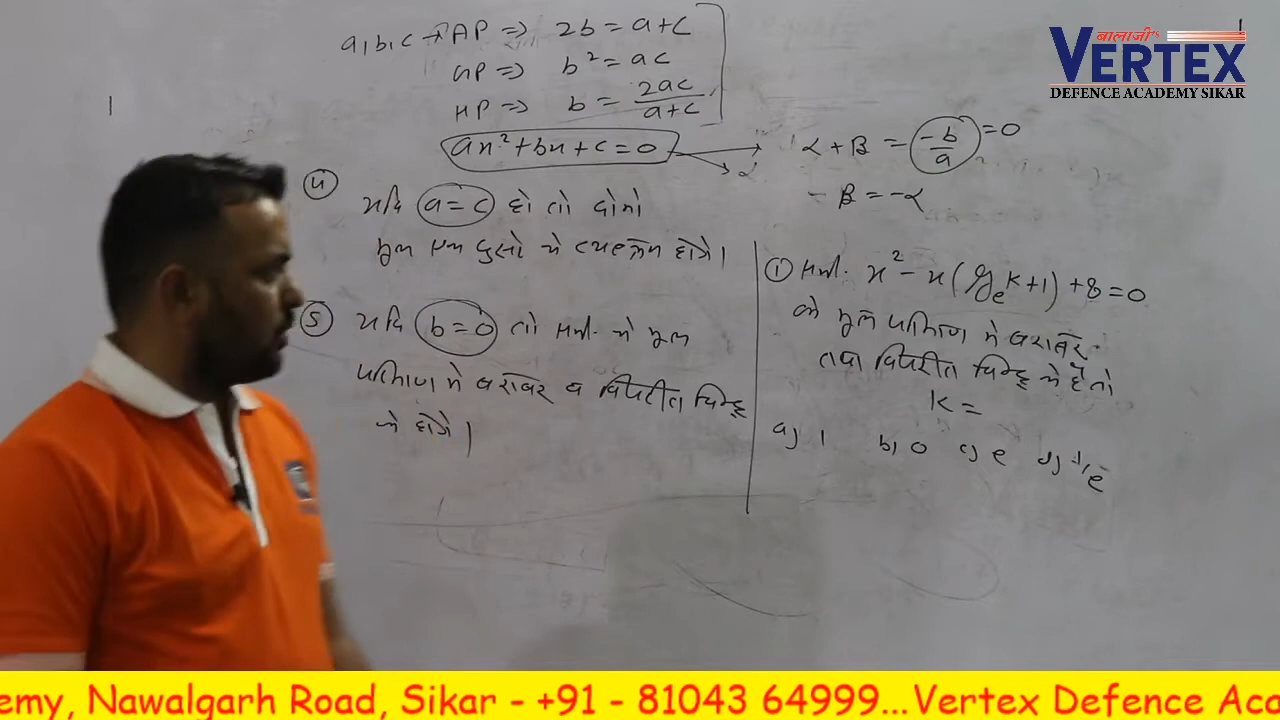 a, b, c → AP ⇒ 2b = a+c
GP ⇒ b² = ac
HP ⇒ b = 2ac/a+c
ax²+bx+c=0
α
α + β = -b/a = 0
β = -α
④ यदि a=c हो तो दोनो
मूल एक दुसरे के व्युत्क्रम होगे।
⑤ यदि b=0 तो समी. के मूल
परिमाण मे बराबर व विपरीत चिन्ह
के होगे।
① समी. x² - x(log_e k+1) + 8 = 0
के मूल परिमाण मे बराबर
तथा विपरीत चिन्ह के है तो
K =
a) 1 b) 0 c) e d) 1/e
बालाजी's
VERTEX
DEFENCE ACADEMY SIKAR
emy, Nawalgarh Road, Sikar - +91 - 81043 64999...Vertex Defence Aca